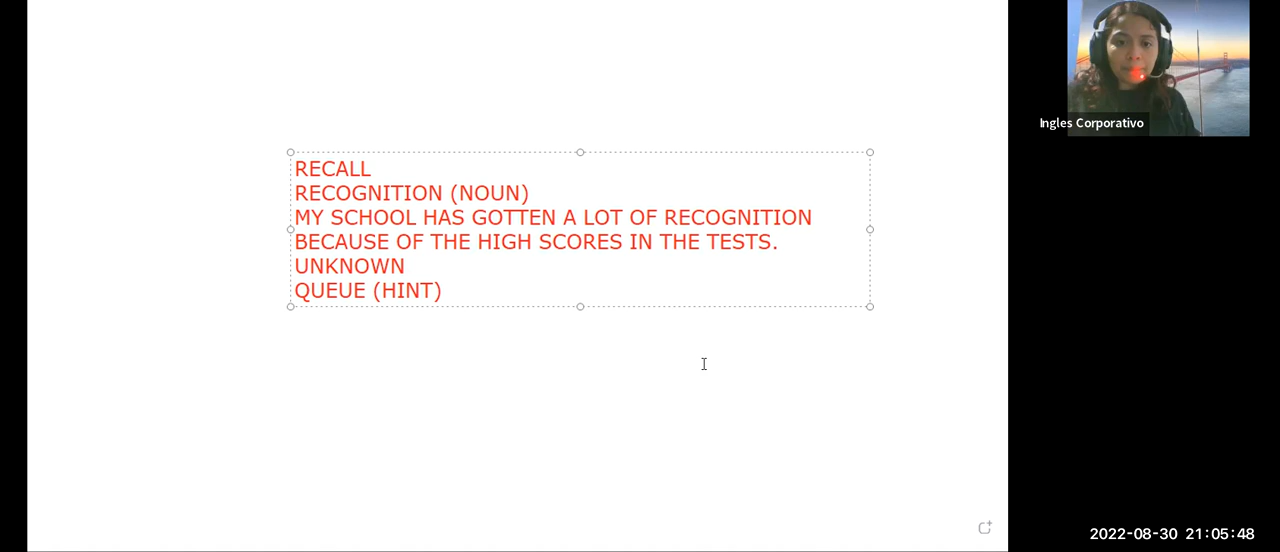 RECALL
RECOGNITION (NOUN)
MY SCHOOL HAS GOTTEN A LOT OF RECOGNITION
BECAUSE OF THE HIGH SCORES IN THE TESTS.
UNKNOWN
QUEUE (HINT)
Ingles Corporativo
2022-08-30 21:05:48